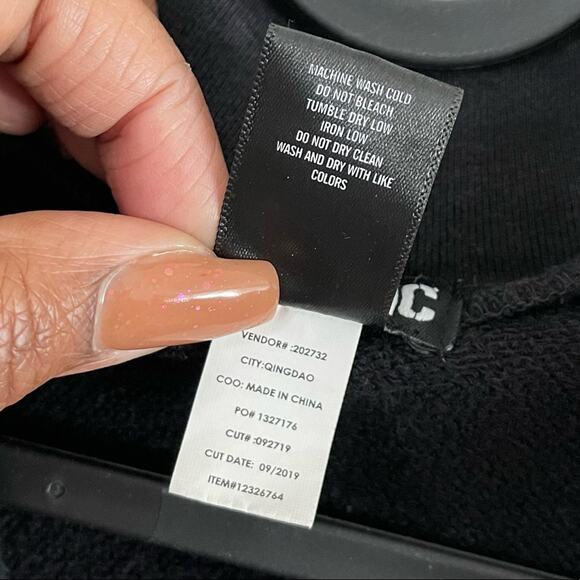 MACHINE WASH COLD
DO NOT BLEACH
TUMBLE DRY LOW
IRON LOW
DO NOT DRY CLEAN
WASH AND DRY WITH LIKE
COLORS
VENDOR# :202732
CITY:QINGDAO
COO: MADE IN CHINA
PO# 1327176
CUT# :092719
CUT DATE: 09/2019
ITEM#12326764